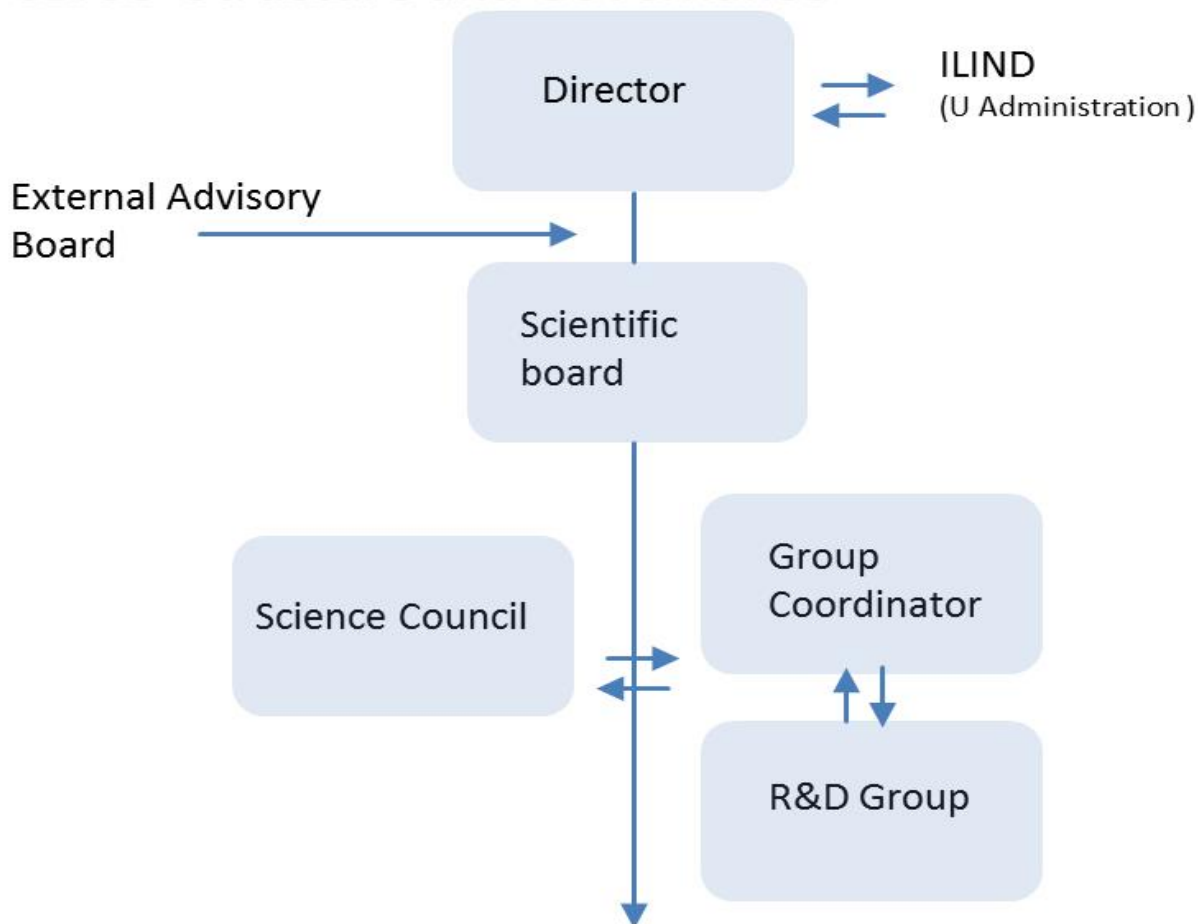 Director
ILIND
(U Administration )
External Advisory
Board
Scientific
board
Science Council
Group
Coordinator
R&D Group